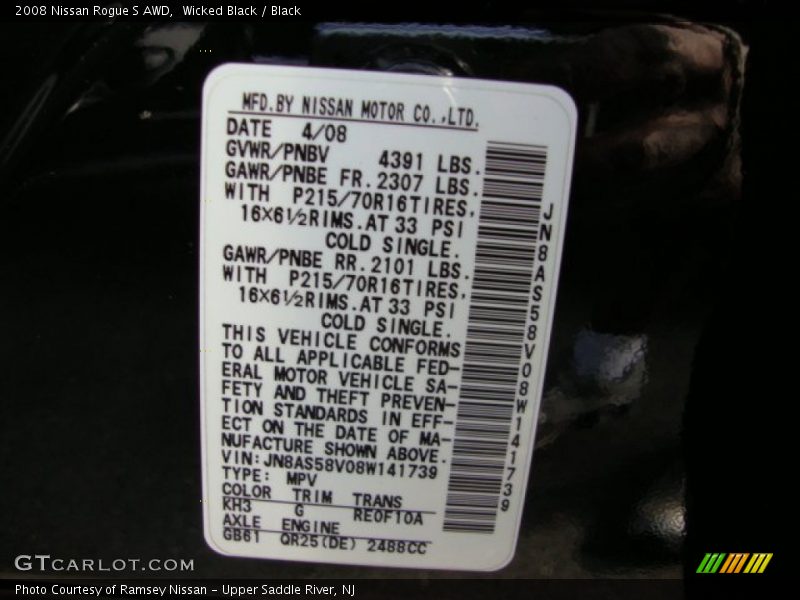 2008 Nissan Rogue S AWD,  Wicked Black / Black
MFD.BY NISSAN MOTOR CO.,LTD.
DATE 4/08
GVWR/PNBV 4391 LBS.
GAWR/PNBE FR.2307 LBS.
WITH P215/70R16TIRES,
16×6½RIMS.AT 33 PSI
COLD SINGLE.
GAWR/PNBE RR.2101 LBS.
WITH P215/70R16TIRES,
16×6½RIMS.AT 33 PSI
COLD SINGLE.
THIS VEHICLE CONFORMS
TO ALL APPLICABLE FED-
ERAL MOTOR VEHICLE SA-
FETY AND THEFT PREVEN-
TION STANDARDS IN EFF-
ECT ON THE DATE OF MA-
NUFACTURE SHOWN ABOVE.
VIN:JN8AS58V08W141739
TYPE: MPV
COLOR TRIM TRANS
KH3 G RE0F10A
AXLE ENGINE
GB61 QR25(DE) 2488CC
JN8AS58V08W141739
GTCARLOT.COM
Photo Courtesy of Ramsey Nissan - Upper Saddle River, NJ